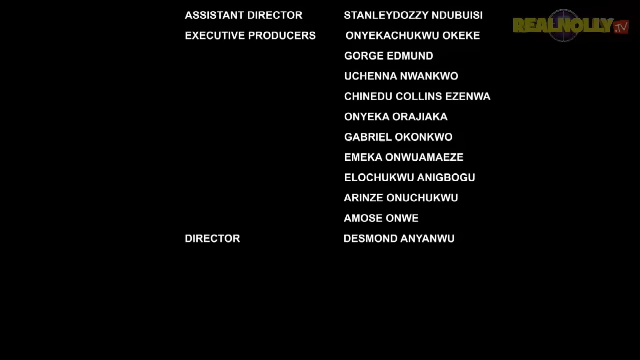 ASSISTANT DIRECTOR STANLEYDOZZY NDUBUISI
EXECUTIVE PRODUCERS ONYEKACHUKWU OKEKE
GORGE EDMUND
UCHENNA NWANKWO
CHINEDU COLLINS EZENWA
ONYEKA ORAJIAKA
GABRIEL OKONKWO
EMEKA ONWUAMAEZE
ELOCHUKWU ANIGBOGU
ARINZE ONUCHUKWU
AMOSE ONWE
DIRECTOR DESMOND ANYANWU
REALNOLLY.TV